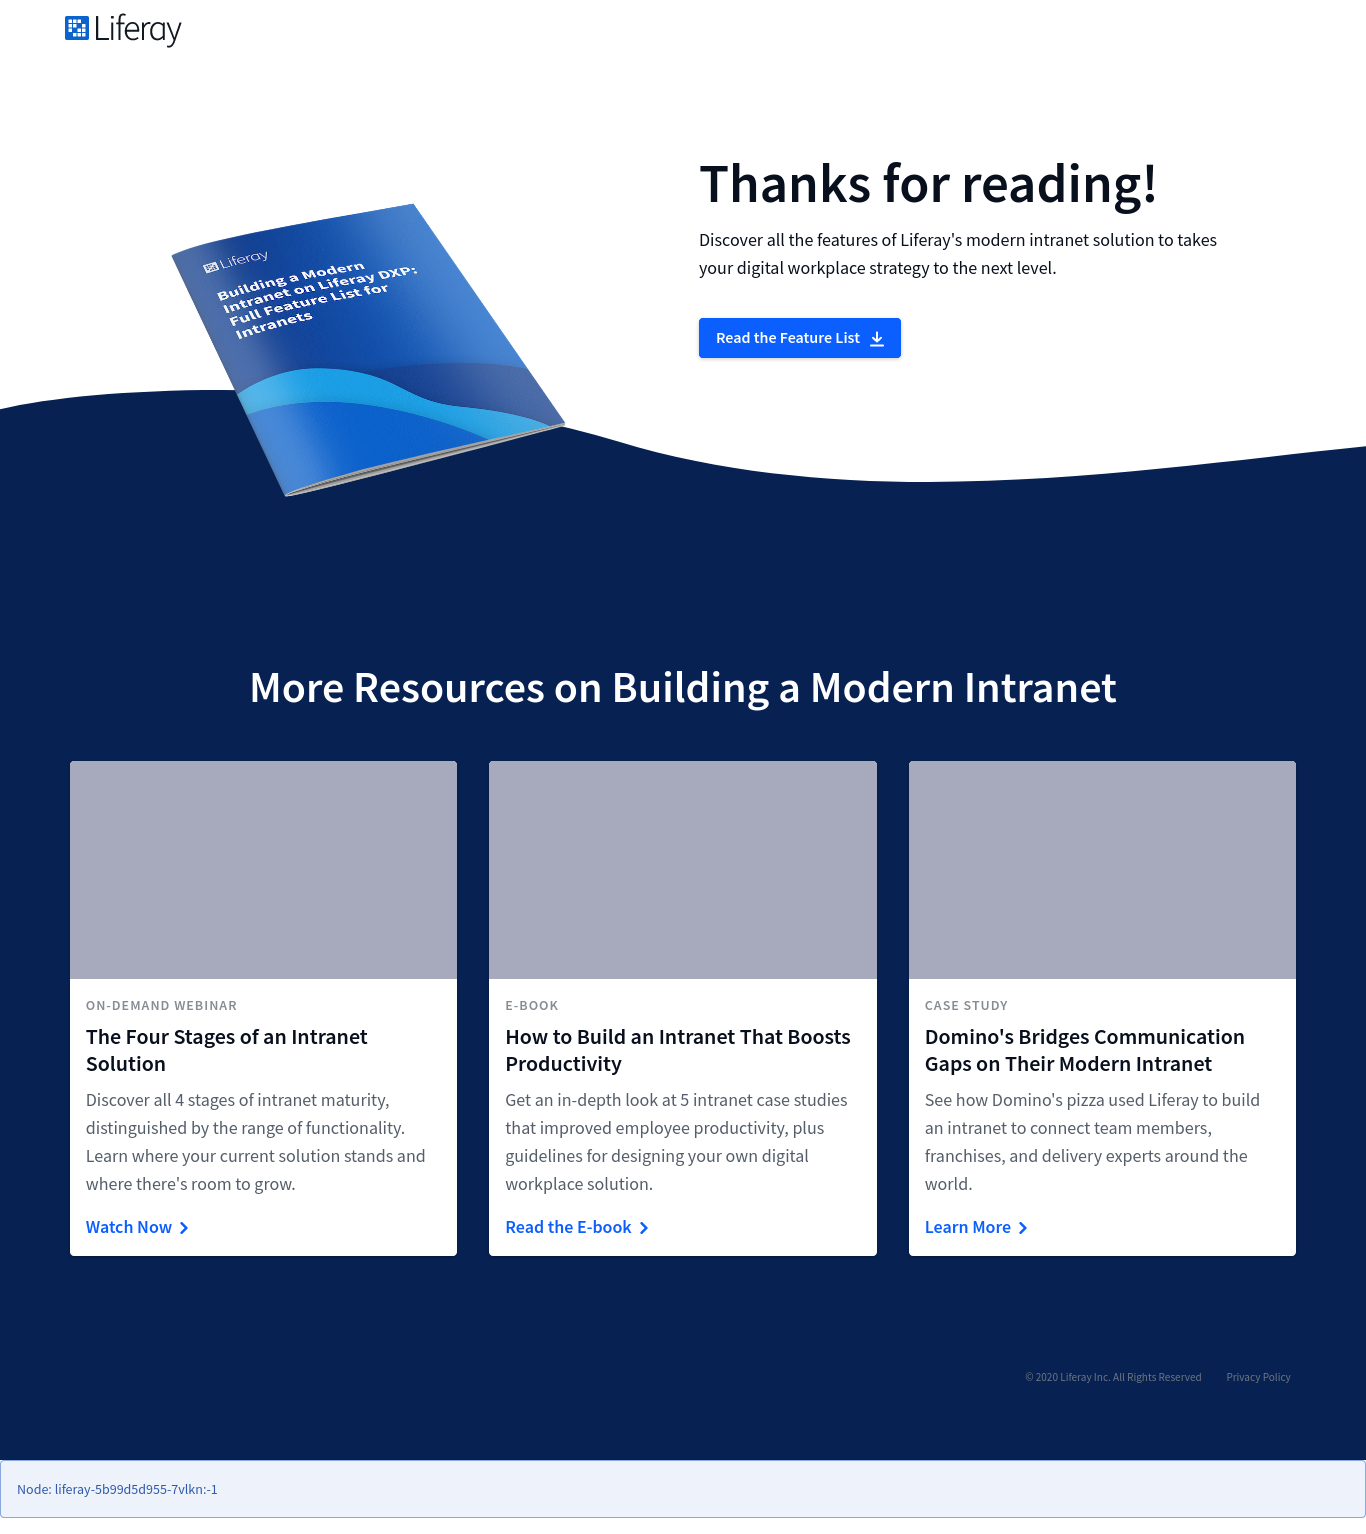 Liferay
Thanks for reading!
Discover all the features of Liferay's modern intranet solution to takes
your digital workplace strategy to the next level.
Read the Feature List
Liferay
Building a Modern
Intranet on Liferay DXP:
Full Feature List for
Intranets
More Resources on Building a Modern Intranet
ON-DEMAND WEBINAR
The Four Stages of an Intranet
Solution
Discover all 4 stages of intranet maturity,
distinguished by the range of functionality.
Learn where your current solution stands and
where there's room to grow.
Watch Now
E-BOOK
How to Build an Intranet That Boosts
Productivity
Get an in-depth look at 5 intranet case studies
that improved employee productivity, plus
guidelines for designing your own digital
workplace solution.
Read the E-book
CASE STUDY
Domino's Bridges Communication
Gaps on Their Modern Intranet
See how Domino's pizza used Liferay to build
an intranet to connect team members,
franchises, and delivery experts around the
world.
Learn More
© 2020 Liferay Inc. All Rights Reserved
Privacy Policy
Node: liferay-5b99d5d955-7vlkn:-1